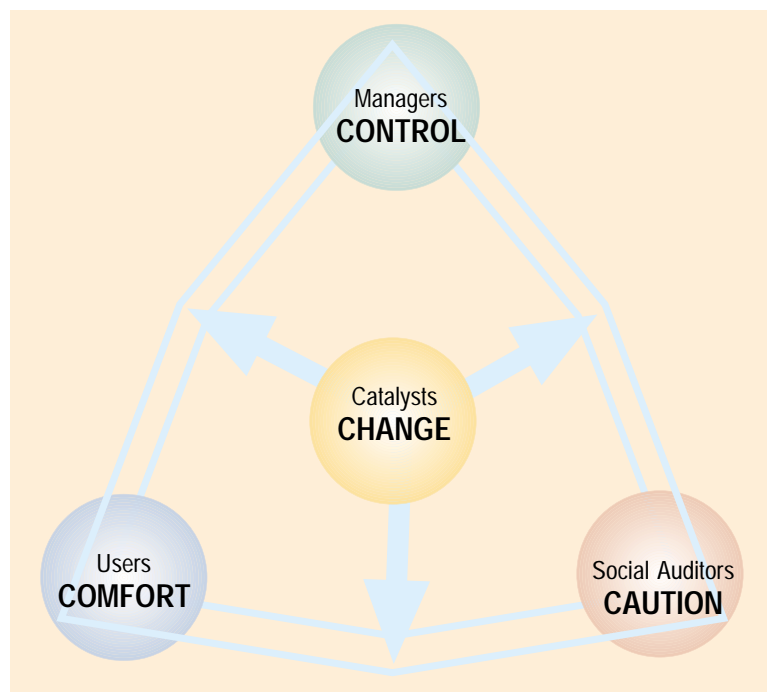 Managers
CONTROL
Catalysts
CHANGE
Users
COMFORT
Social Auditors
CAUTION